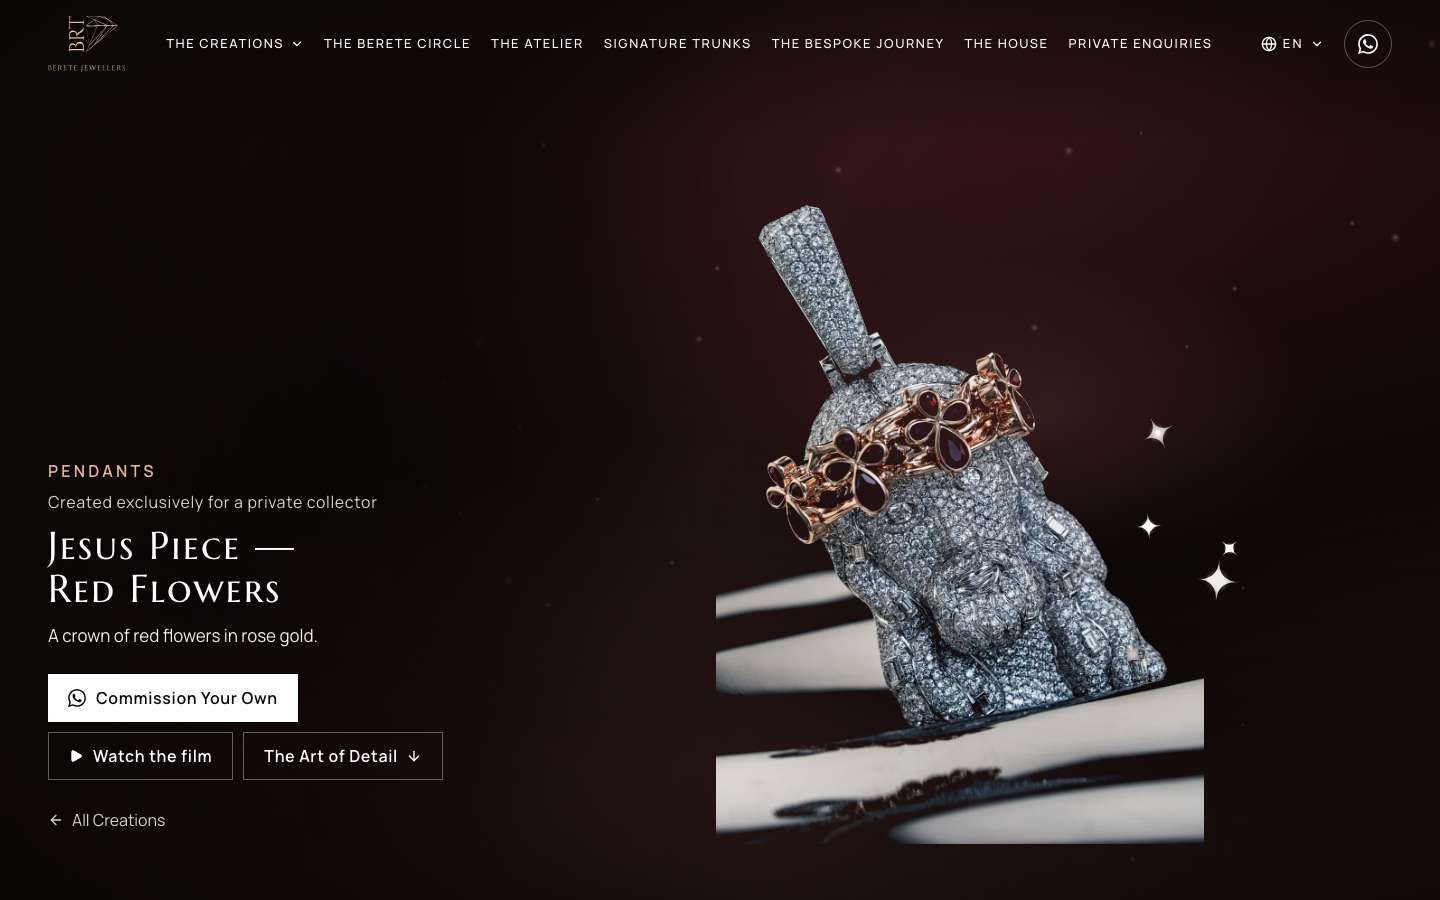 BRT
BERETE JEWELLERS
THE CREATIONS
THE BERETE CIRCLE
THE ATELIER
SIGNATURE TRUNKS
THE BESPOKE JOURNEY
THE HOUSE
PRIVATE ENQUIRIES
EN
PENDANTS
Created exclusively for a private collector
Jesus Piece —
Red Flowers
A crown of red flowers in rose gold.
Commission Your Own
Watch the film
The Art of Detail
All Creations